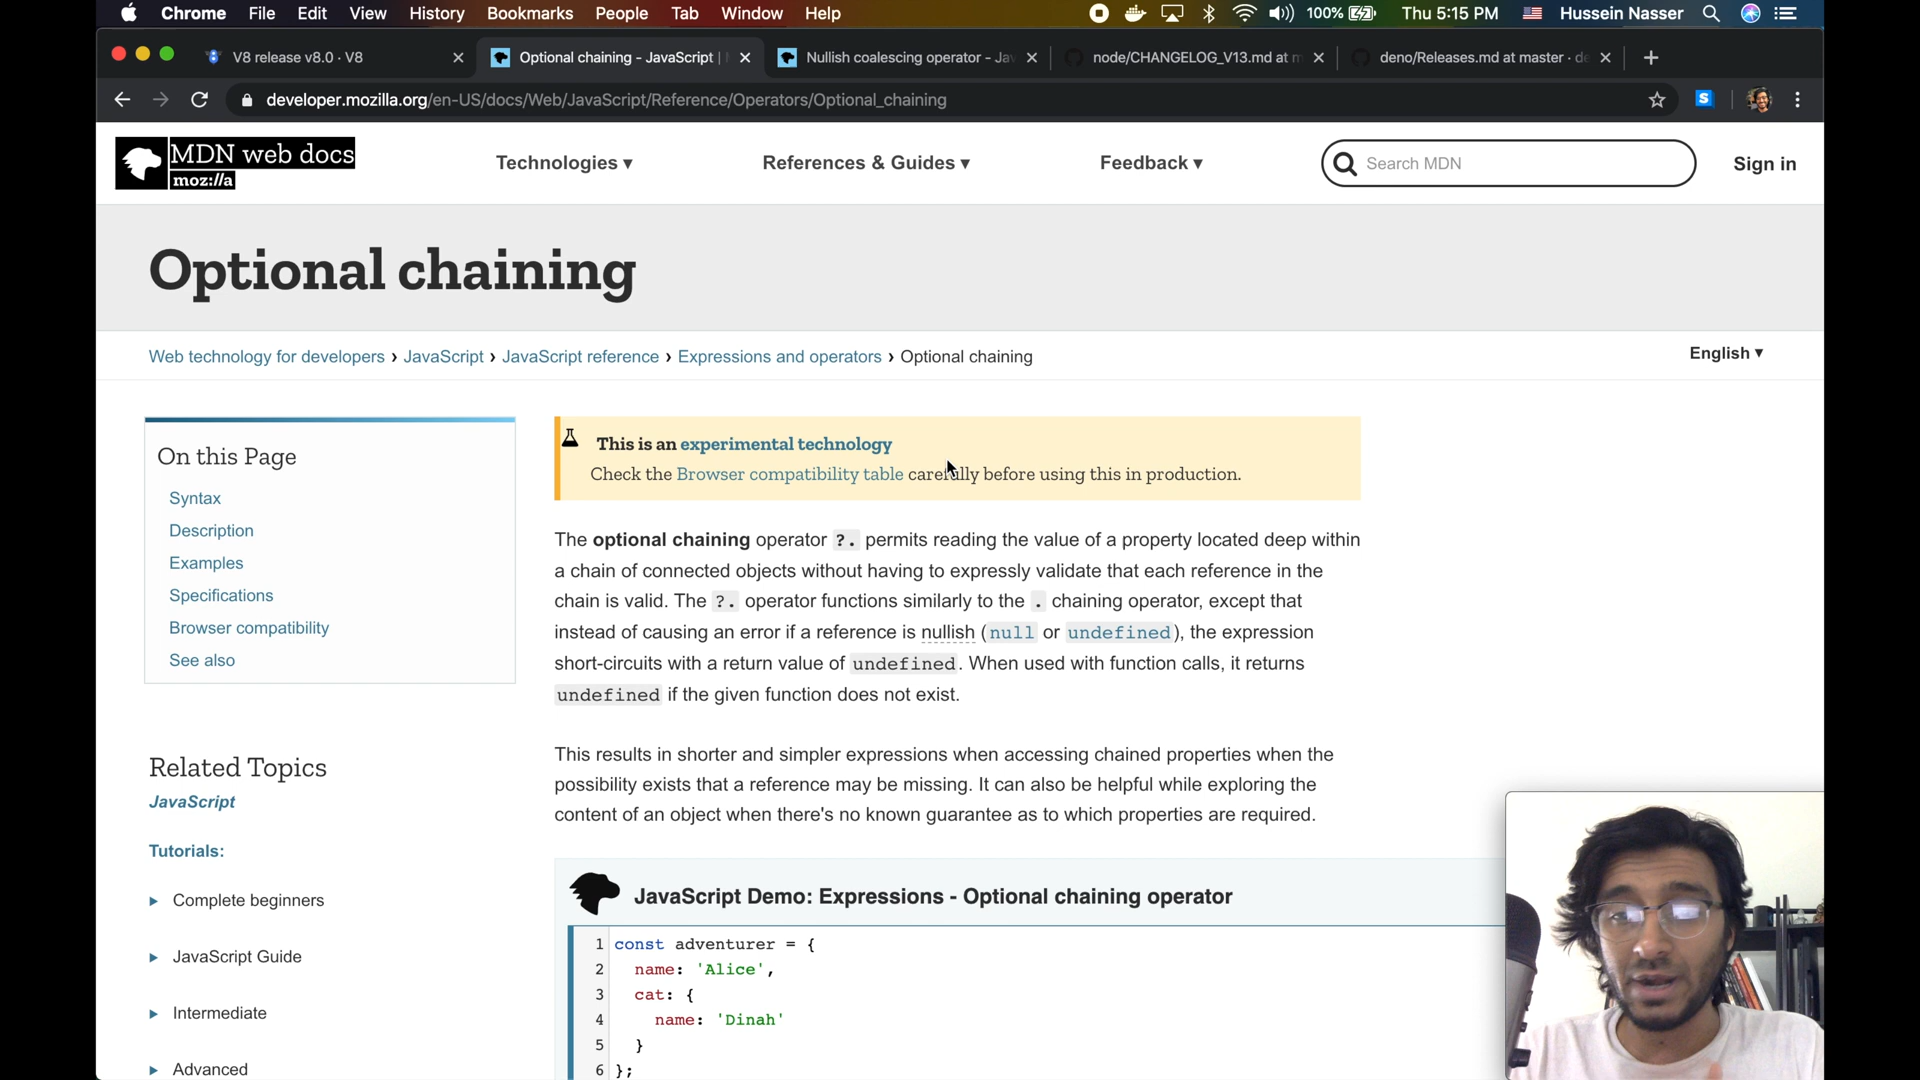 Chrome File Edit View History Bookmarks People Tab Window Help 100% Thu 5:15 PM Hussein Nasser
V8 release v8.0 · V8 Optional chaining - JavaScript | Nullish coalescing operator - Jav node/CHANGELOG_V13.md at m deno/Releases.md at master · de
developer.mozilla.org/en-US/docs/Web/JavaScript/Reference/Operators/Optional_chaining S
MDN web docs
moz://a
Technologies ▾ References & Guides ▾ Feedback ▾ Search MDN Sign in
Optional chaining
Web technology for developers › JavaScript › JavaScript reference › Expressions and operators › Optional chaining English ▾
On this Page
Syntax
Description
Examples
Specifications
Browser compatibility
See also
Related Topics
JavaScript
Tutorials:
▸ Complete beginners
▸ JavaScript Guide
▸ Intermediate
▸ Advanced
This is an experimental technology
Check the Browser compatibility table carefully before using this in production.
The optional chaining operator ?. permits reading the value of a property located deep within
a chain of connected objects without having to expressly validate that each reference in the
chain is valid. The ?. operator functions similarly to the . chaining operator, except that
instead of causing an error if a reference is nullish (null or undefined), the expression
short-circuits with a return value of undefined. When used with function calls, it returns
undefined if the given function does not exist.
This results in shorter and simpler expressions when accessing chained properties when the
possibility exists that a reference may be missing. It can also be helpful while exploring the
content of an object when there's no known guarantee as to which properties are required.
JavaScript Demo: Expressions - Optional chaining operator
1 const adventurer = {
2 name: 'Alice',
3 cat: {
4 name: 'Dinah'
5 }
6 };